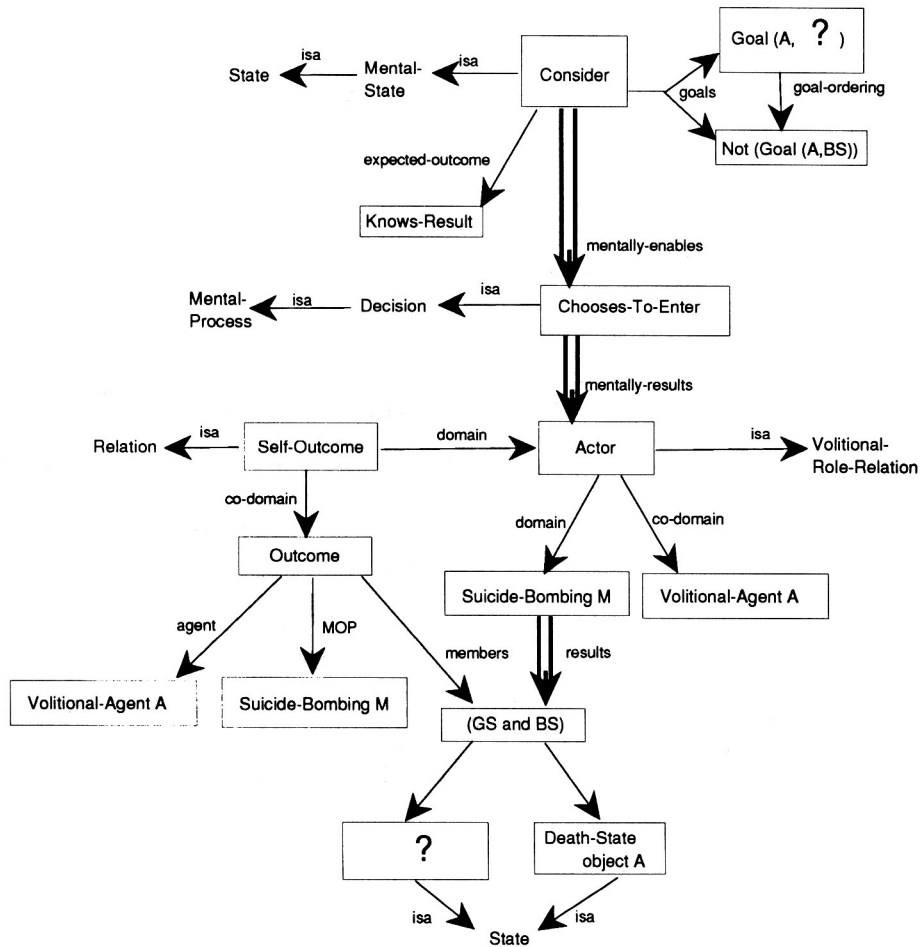 Goal (A, ? )
isa
isa
State
Mental-
State
Consider
goals
goal-ordering
Not (Goal (A,BS))
expected-outcome
Knows-Result
mentally-enables
Mental-
Process
isa
Decision
isa
Chooses-To-Enter
mentally-results
Relation
isa
Self-Outcome
domain
Actor
isa
Volitional-
Role-Relation
co-domain
domain
co-domain
Outcome
Suicide-Bombing M
Volitional-Agent A
agent
MOP
members
results
Volitional-Agent A
Suicide-Bombing M
(GS and BS)
?
Death-State
object A
isa
isa
State